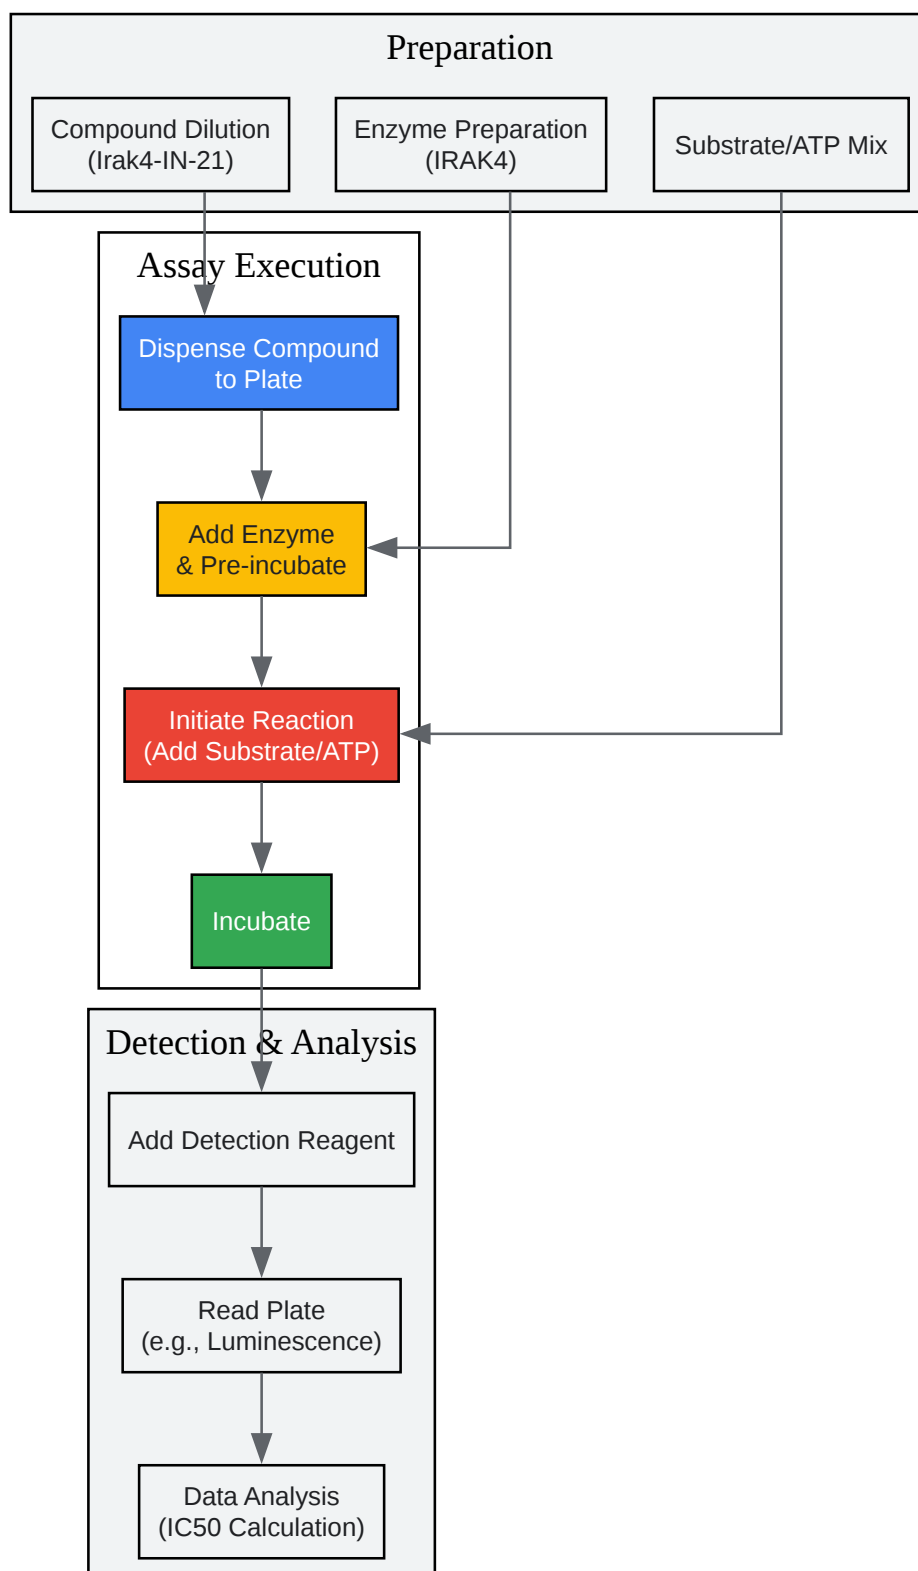 Preparation
Compound Dilution
(Irak4-IN-21)
Enzyme Preparation
(IRAK4)
Substrate/ATP Mix
Assay Execution
Dispense Compound
to Plate
Add Enzyme
& Pre-incubate
Initiate Reaction
(Add Substrate/ATP)
Incubate
Detection & Analysis
Add Detection Reagent
Read Plate
(e.g., Luminescence)
Data Analysis
(IC50 Calculation)